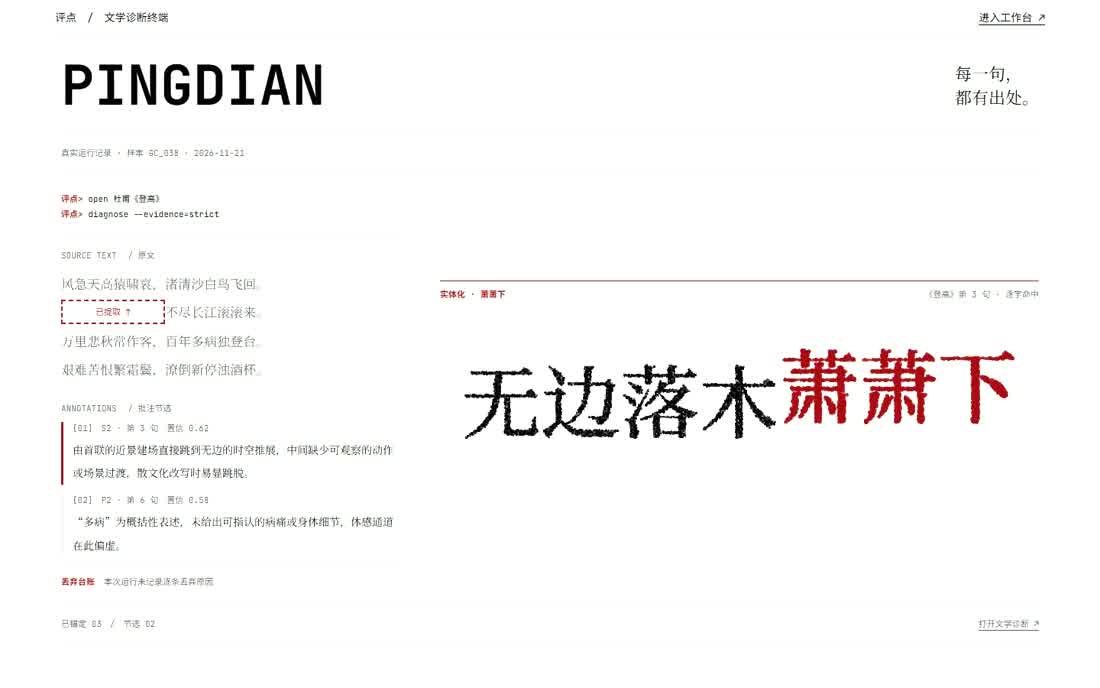 评点 / 文学诊断终端
进入工作台 ↗
PINGDIAN
每一句，
都有出处。
真实运行记录 · 样本 GC_038 · 2026-11-21
评点> open 杜甫《登高》
评点> diagnose --evidence=strict
SOURCE TEXT / 原文
风急天高猿啸哀，渚清沙白鸟飞回。
已提取 ↑ 不尽长江滚滚来。
万里悲秋常作客，百年多病独登台。
艰难苦恨繁霜鬓，潦倒新停浊酒杯。
ANNOTATIONS / 批注节选
[01] S2 · 第 3 句 置信 0.62
由首联的近景建场直接跳到无边的时空推展，中间缺少可观察的动作
或场景过渡，散文化改写时易显跳脱。
[02] P2 · 第 6 句 置信 0.58
“多病”为概括性表述，未给出可指认的病痛或身体细节，体感通道
在此偏虚。
丢弃台账 本次运行未记录逐条丢弃原因
实体化 · 萧萧下
《登高》第 3 句 · 逐字命中
无边落木萧萧下
已锚定 03 / 节选 02
打开文学诊断 ↗